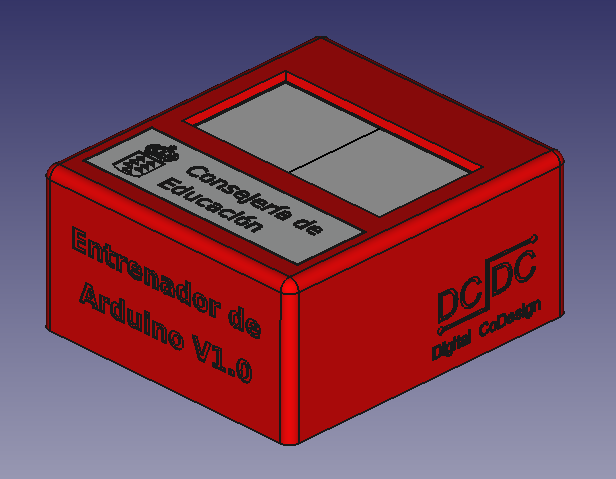 Consejería de
Educación
Entrenador de
Arduino V1.0
DC DC
Digital CoDesign